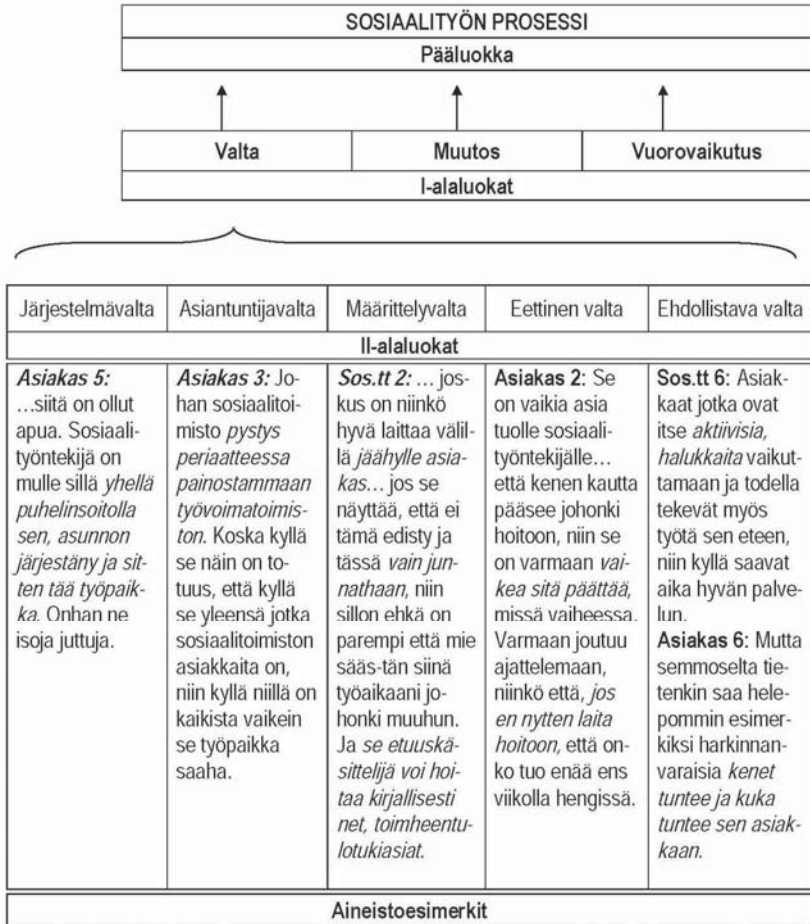 SOSIAALITYÖN PROSESSI
Pääluokka
Valta
Muutos
Vuorovaikutus
I-alaluokat
Järjestelmävalta
Asiantuntijavalta
Määrittelyvalta
Eettinen valta
Ehdollistava valta
II-alaluokat
Asiakas 5:
...siitä on ollut
apua. Sosiaali-
työntekijä on
mulle sillä yhellä
puhelinsoitolla
sen, asunnon
järjestäny ja sit-
ten tää työpaik-
ka. Onhan ne
isoja juttuja.
Asiakas 3: Jo-
han sosiaalitoi-
misto pystys
periaatteessa
painostammaan
työvoimatoimis-
ton. Koska kyllä
se näin on to-
tuus, että kyllä
se yleensä jotka
sosiaalitoimiston
asiakkaita on,
niin kyllä niillä on
kaikista vaikein
se työpaikka
saaha.
Sos.tt 2: ... jos-
kus on niinkö
hyvä laittaa välil-
lä jäähylle asia-
kas... jos se
näyttää, että ei
tämä edisty ja
tässä vain jun-
nathaan, niin
sillon ehkä on
parempi että mie
sääs-tän siinä
työaikaani jo-
honki muuhun.
Ja se etuuskä-
sittelijä voi hoi-
taa kirjallisesti
net, toimheentu-
lotukiasiat.
Asiakas 2: Se
on vaikia asia
tuolle sosiaali-
työntekijälle...
että kenen kautta
pääsee johonki
hoitoon, niin se
on varmaan vai-
kea sitä päättää,
missä vaiheessa.
Varmaan joutuu
ajattelemaan,
niinkö että, jos
en nytten laita
hoitoon, että on-
ko tuo enää ens
viikolla hengissä.
Sos.tt 6: Asiak-
kaat jotka ovat
itse aktiivisia,
halukkaita vaikut-
tamaan ja todella
tekevät myös
työtä sen eteen,
niin kyllä saavat
aika hyvän palve-
lun.
Asiakas 6: Mutta
semmoselta tie-
tenkin saa hele-
pommin esimer-
kiksi harkinnan-
varaisia kenet
tuntee ja kuka
tuntee sen asiak-
kaan.
Aineistoesimerkit